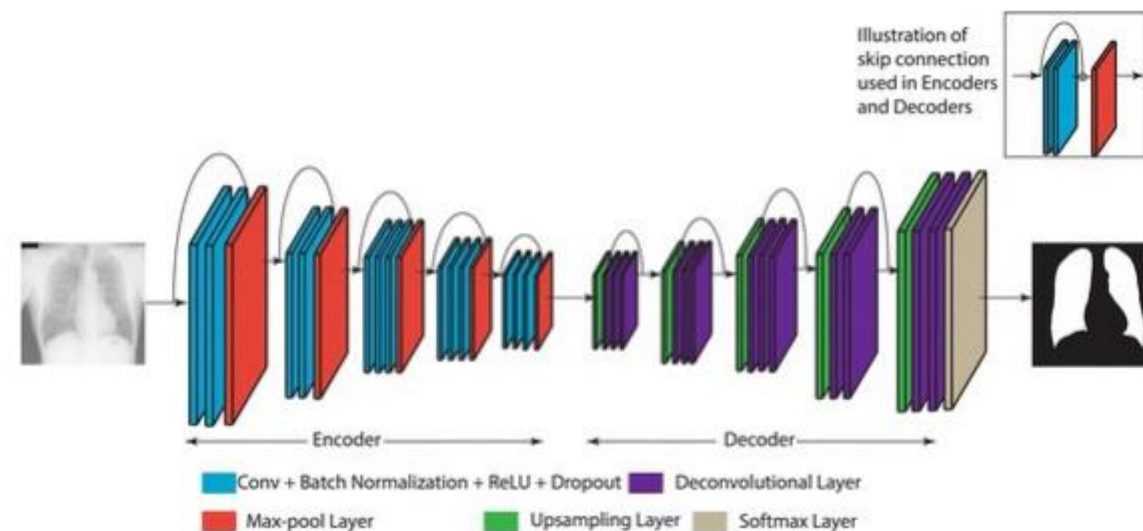 Illustration of
skip connection
used in Encoders
and Decoders
Encoder
Decoder
Conv + Batch Normalization + ReLU + Dropout
Deconvolutional Layer
Max-pool Layer
Upsampling Layer
Softmax Layer